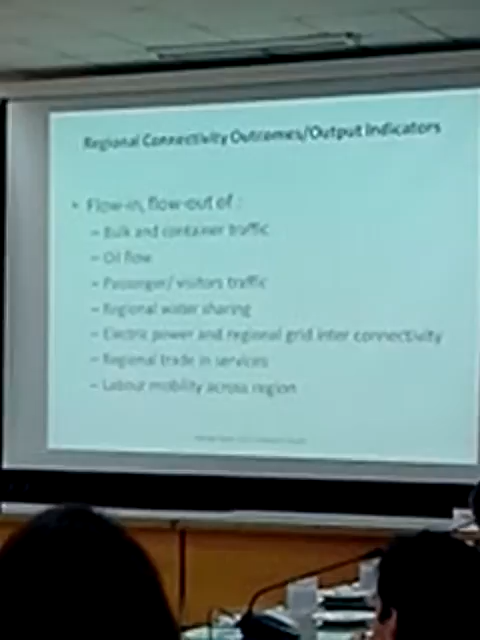 Regional Connectivity Outcomes/Output Indicators
• Flow-in, flow-out of :
– Bulk and container traffic
– Oil flow
– Passenger/ visitors traffic
– Regional water sharing
– Electric power and regional grid inter connectivity
– Regional trade in services
– Labour mobility across region